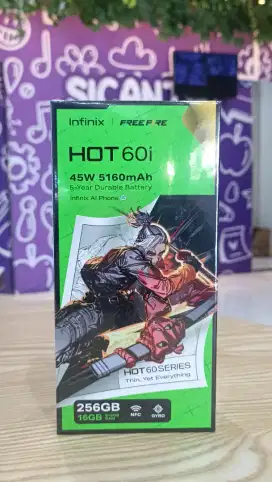 SICANT
Infinix | FREE FIRE
HOT 60i
45W 5160mAh
5-Year Durable Battery
Infinix AI Phone
HOT 60 SERIES
Thin, Yet Everything
256GB
16GB
NFC
GYRO